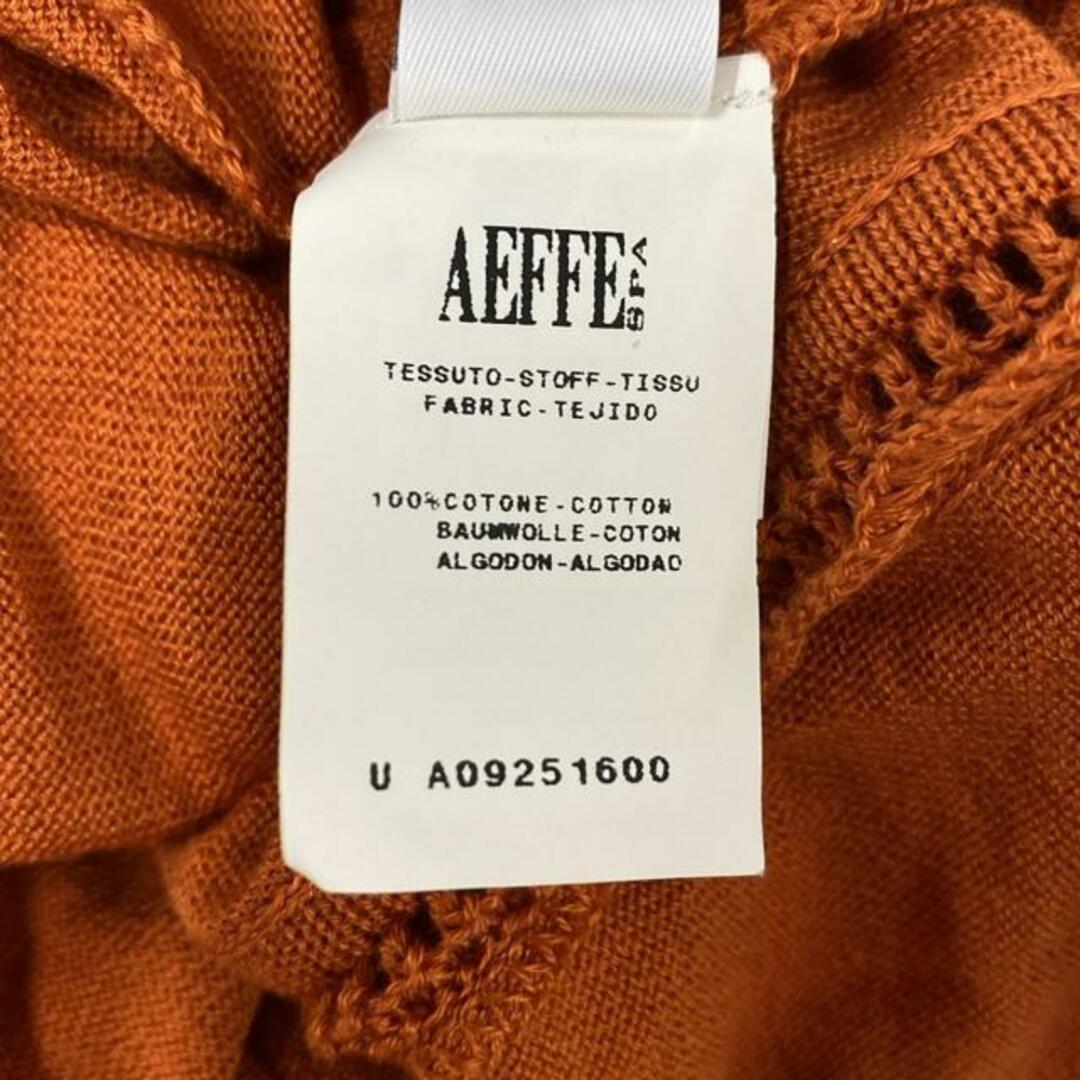 AEFFE SPA
TESSUTO-STOFF-TISSU
FABRIC-TEJIDO
100%COTONE-COTTON
BAUMWOLLE-COTON
ALGODON-ALGODAO
U A09251600